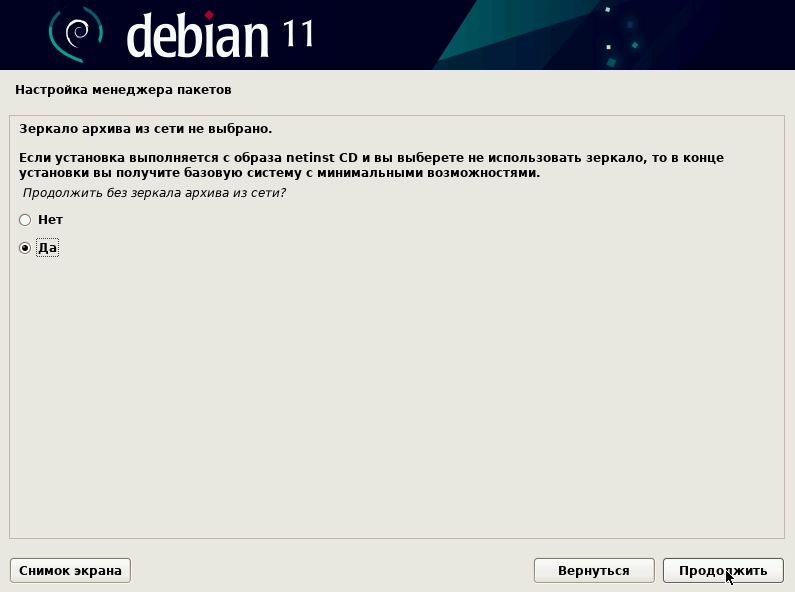 debian 11
Настройка менеджера пакетов
Зеркало архива из сети не выбрано.
Если установка выполняется с образа netinst CD и вы выберете не использовать зеркало, то в конце
установки вы получите базовую систему с минимальными возможностями.
Продолжить без зеркала архива из сети?
Нет
Да
Снимок экрана
Вернуться
Продолжить